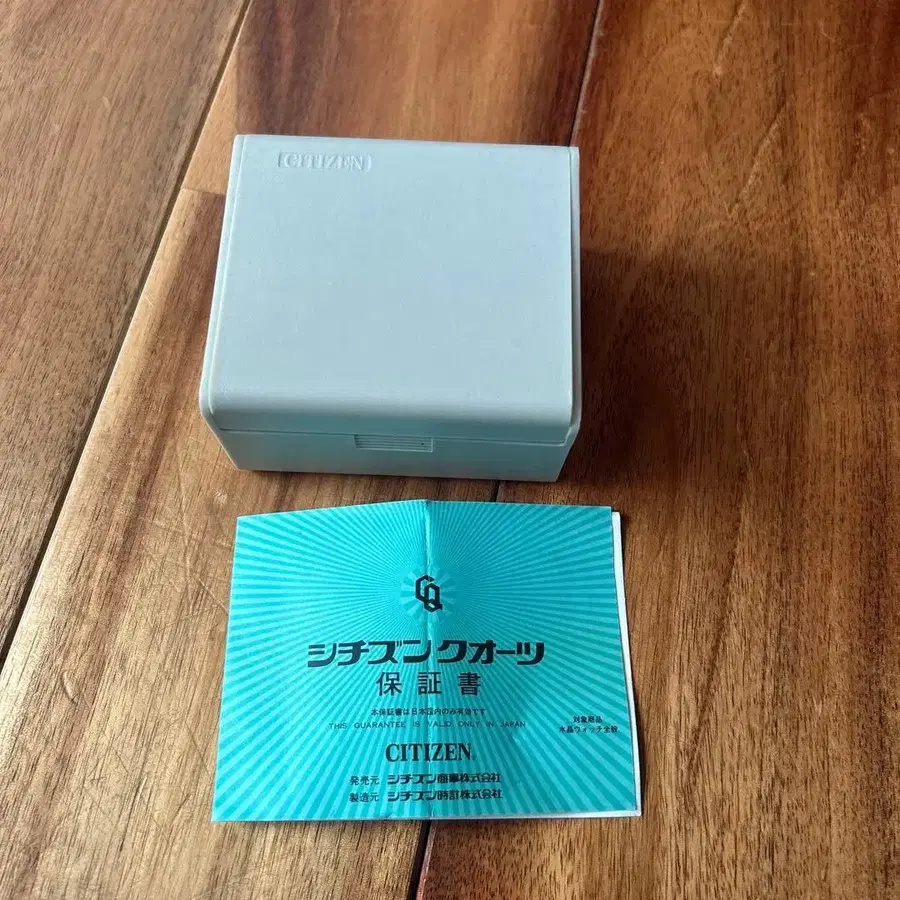 CITIZEN
CQ
シチズンクオーツ
保証書
本保証書は日本国内のみ有効です
THIS GUARANTEE IS VALID ONLY IN JAPAN
対象商品
水晶ウォッチ全般
CITIZEN
発売元 シチズン商事株式会社
製造元 シチズン時計株式会社